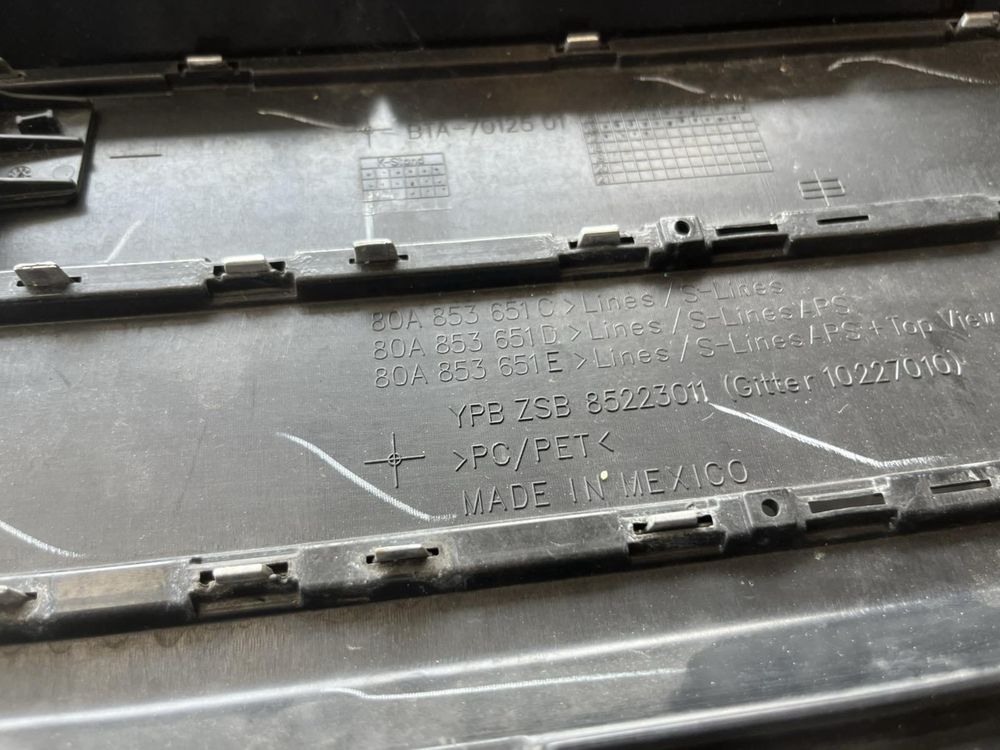 BTA-70126 01
K-Stand
80A 853 651 C >Lines / S-Lines
80A 853 651 D >Lines / S-Lines APS
80A 853 651 E >Lines / S-Lines APS + Top View
YPB ZSB 85223011 (Gitter 10227010)
>PC/PET<
MADE IN MEXICO